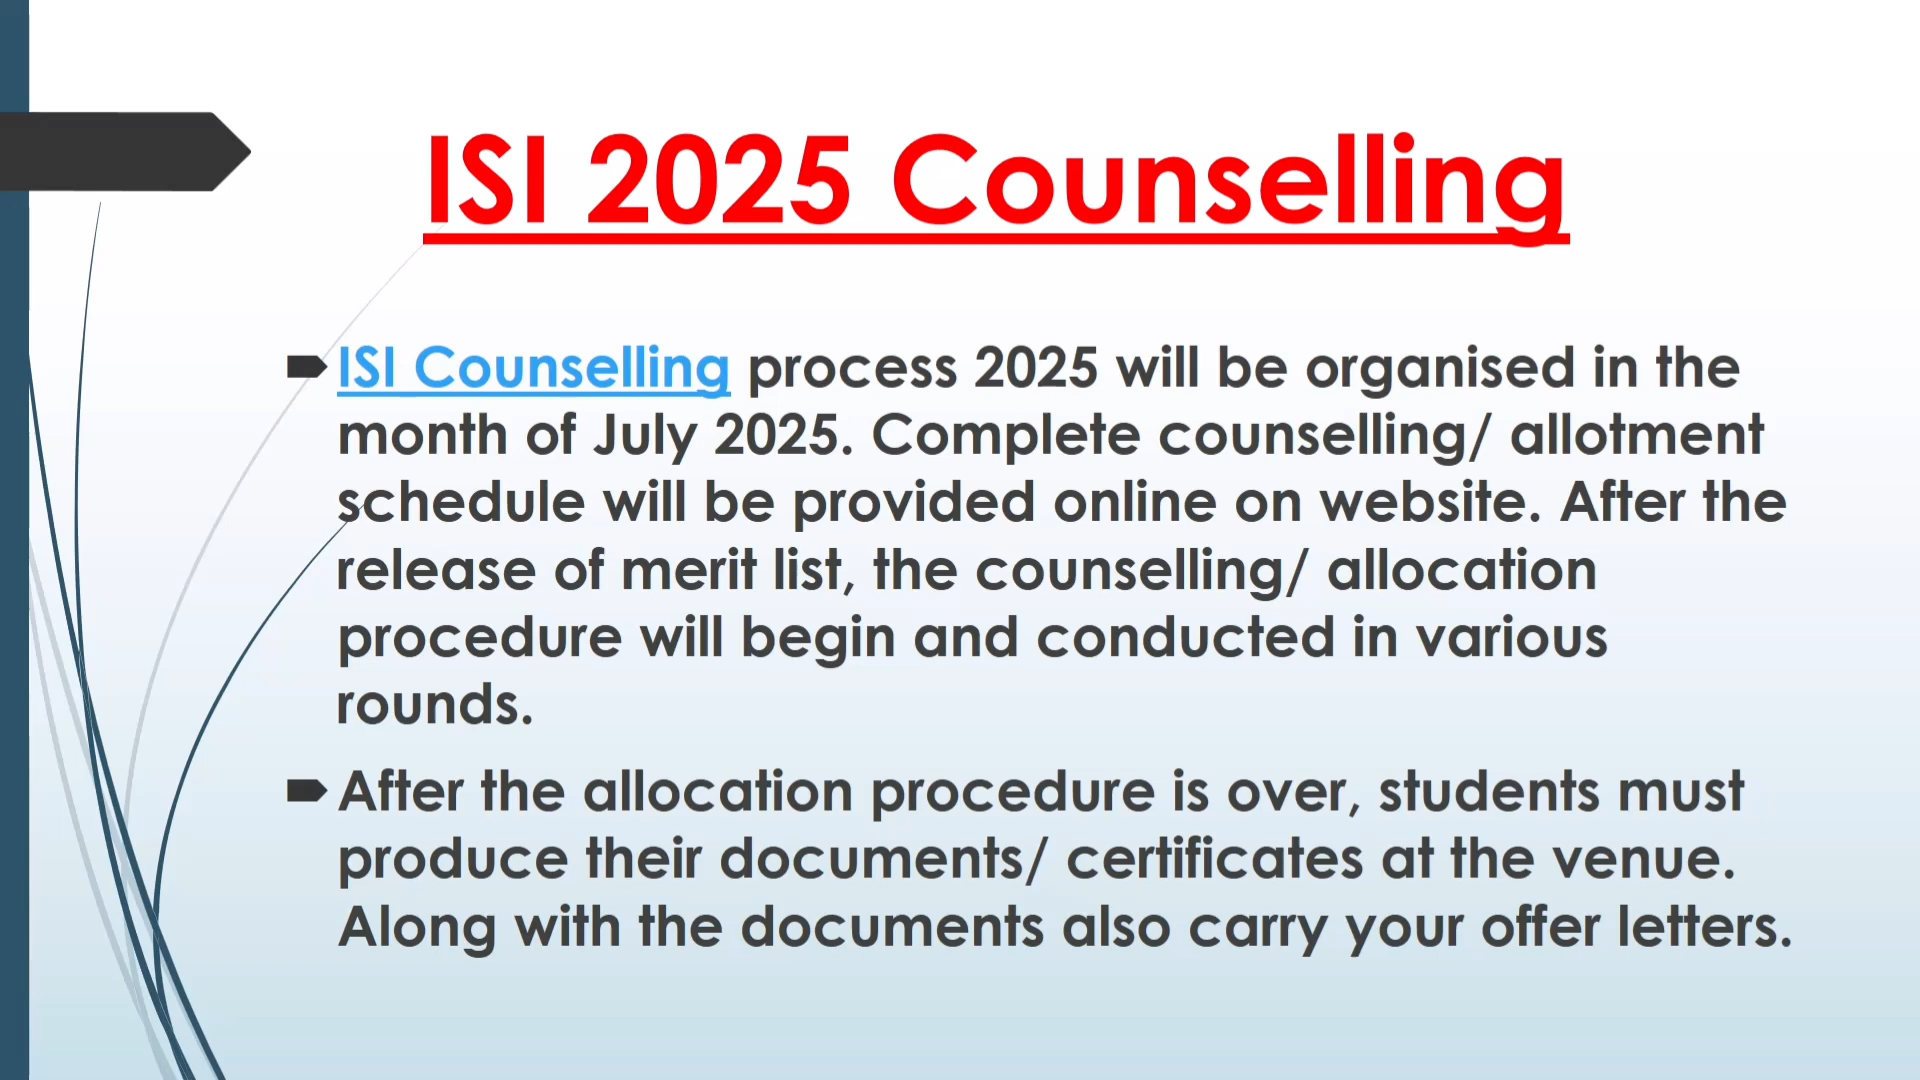 ISI 2025 Counselling
ISI Counselling process 2025 will be organised in the
month of July 2025. Complete counselling/ allotment
schedule will be provided online on website. After the
release of merit list, the counselling/ allocation
procedure will begin and conducted in various
rounds.
After the allocation procedure is over, students must
produce their documents/ certificates at the venue.
Along with the documents also carry your offer letters.